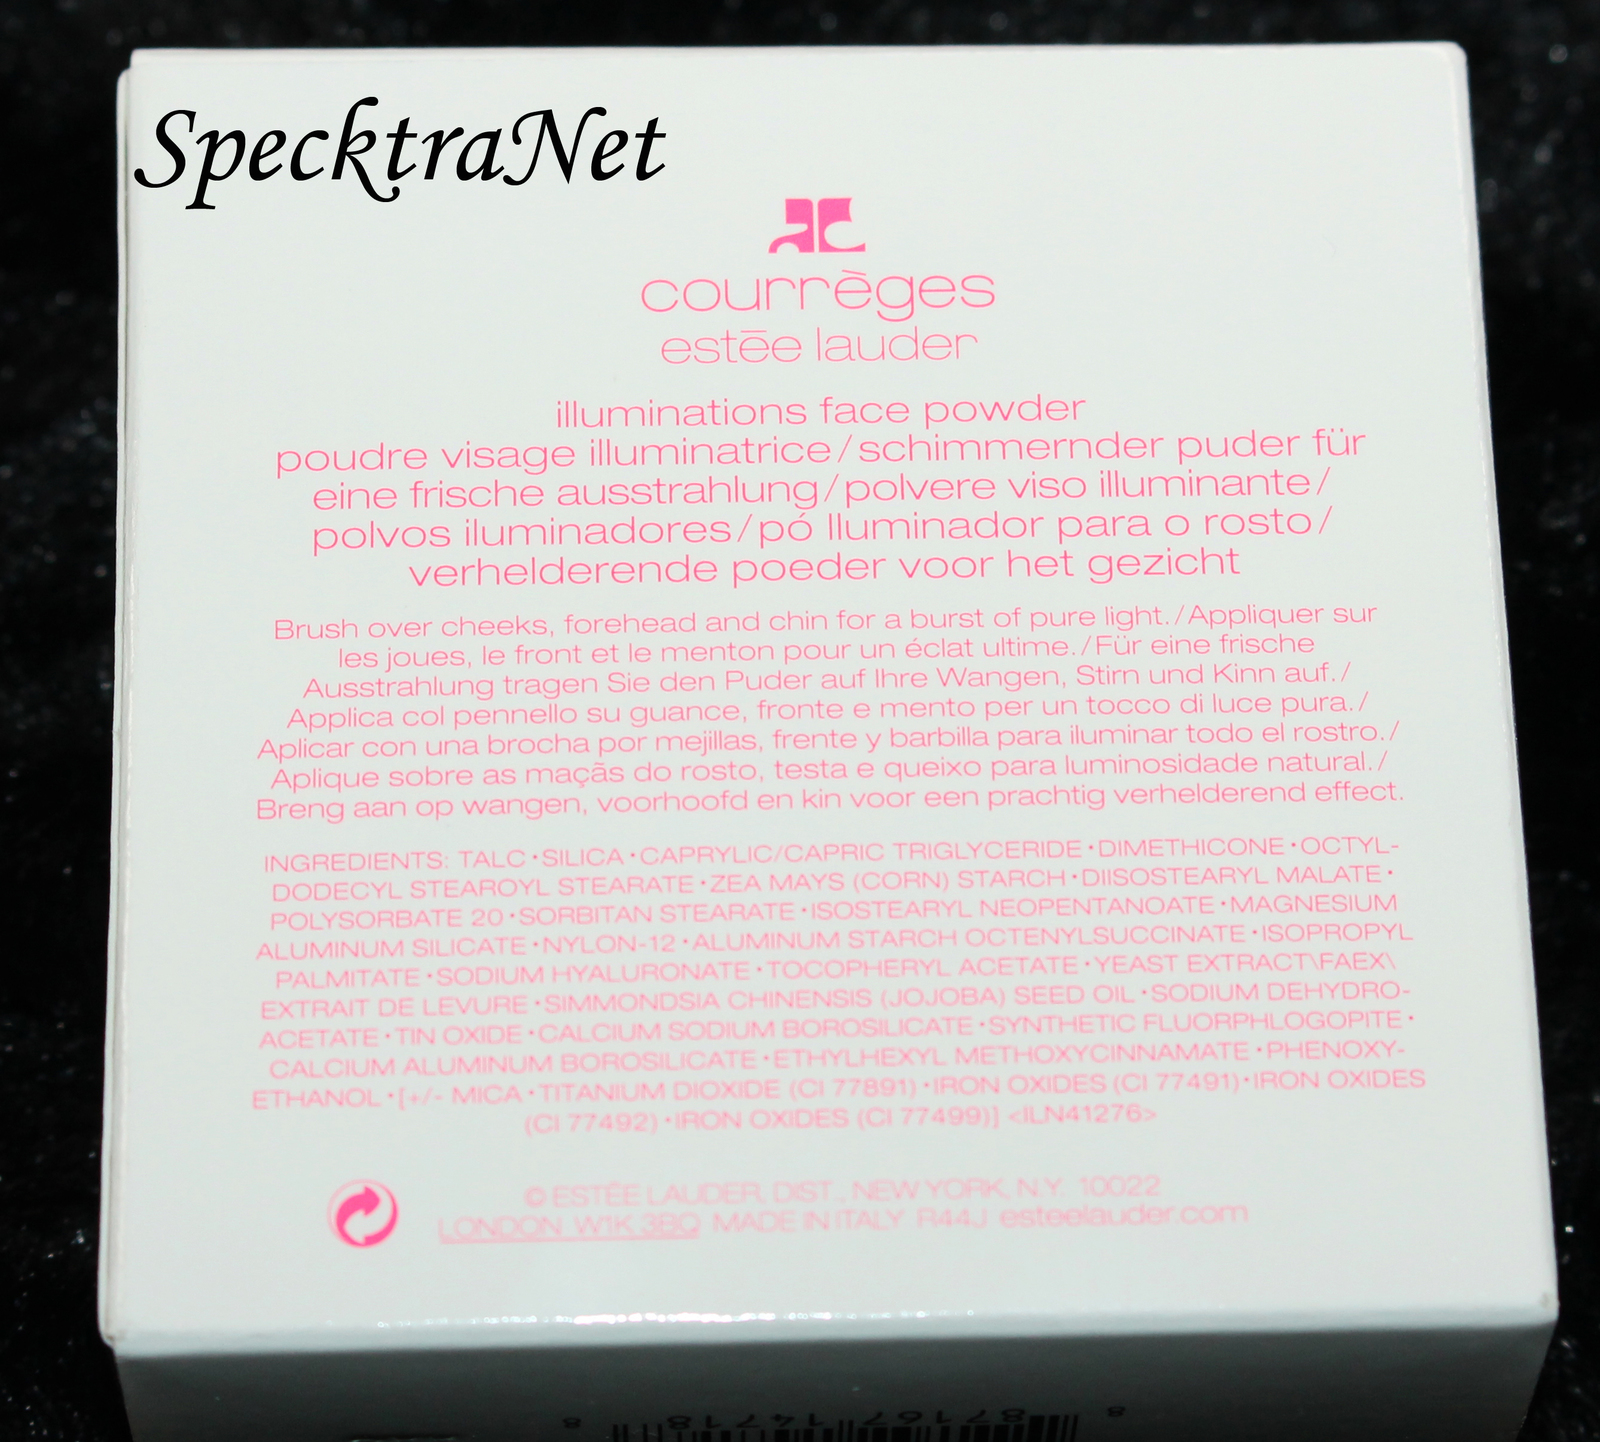 SpecktraNet
courrèges
estēe lauder
illuminations face powder
poudre visage illuminatrice/schimmernder puder für
eine frische ausstrahlung/polvere viso illuminante/
polvos iluminadores/pó Iluminador para o rosto/
verhelderende poeder voor het gezicht
Brush over cheeks, forehead and chin for a burst of pure light./Appliquer sur
les joues, le front et le menton pour un éclat ultime./Für eine frische
Ausstrahlung tragen Sie den Puder auf Ihre Wangen, Stirn und Kinn auf./
Applica col pennello su guance, fronte e mento per un tocco di luce pura./
Aplicar con una brocha por mejillas, frente y barbilla para iluminar todo el rostro./
Aplique sobre as maçãs do rosto, testa e queixo para luminosidade natural./
Breng aan op wangen, voorhoofd en kin voor een prachtig verhelderend effect.
INGREDIENTS: TALC•SILICA•CAPRYLIC/CAPRIC TRIGLYCERIDE•DIMETHICONE•OCTYL-
DODECYL STEAROYL STEARATE•ZEA MAYS (CORN) STARCH•DIISOSTEARYL MALATE•
POLYSORBATE 20•SORBITAN STEARATE•ISOSTEARYL NEOPENTANOATE•MAGNESIUM
ALUMINUM SILICATE•NYLON-12•ALUMINUM STARCH OCTENYLSUCCINATE•ISOPROPYL
PALMITATE•SODIUM HYALURONATE•TOCOPHERYL ACETATE•YEAST EXTRACT\FAEX\
EXTRAIT DE LEVURE•SIMMONDSIA CHINENSIS (JOJOBA) SEED OIL•SODIUM DEHYDRO-
ACETATE•TIN OXIDE•CALCIUM SODIUM BOROSILICATE•SYNTHETIC FLUORPHLOGOPITE•
CALCIUM ALUMINUM BOROSILICATE•ETHYLHEXYL METHOXYCINNAMATE•PHENOXY-
ETHANOL•[+/- MICA•TITANIUM DIOXIDE (CI 77891)•IRON OXIDES (CI 77491)•IRON OXIDES
(CI 77492)•IRON OXIDES (CI 77499)] <ILN41276>
© ESTĒE LAUDER, DIST., NEW YORK, N.Y. 10022
LONDON W1K 3BQ MADE IN ITALY R44J esteelauder.com
8 87167 14718 8